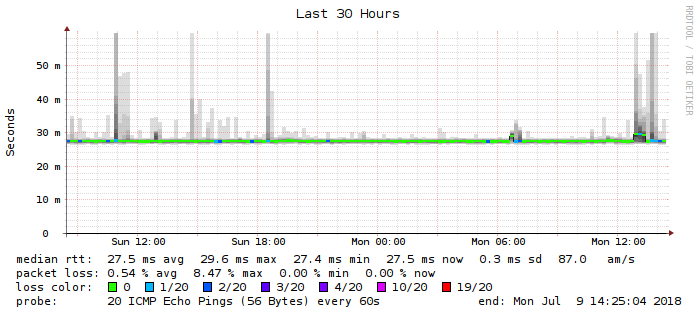 Last 30 Hours
RRDTOOL / TOBI OETIKER
Seconds
50 m
40 m
30 m
20 m
10 m
0
Sun 12:00 Sun 18:00 Mon 00:00 Mon 06:00 Mon 12:00
median rtt: 27.5 ms avg 29.6 ms max 27.4 ms min 27.5 ms now 0.3 ms sd 87.0 am/s
packet loss: 0.54 % avg 8.47 % max 0.00 % min 0.00 % now
loss color: 0 1/20 2/20 3/20 4/20 10/20 19/20
probe: 20 ICMP Echo Pings (56 Bytes) every 60s end: Mon Jul 9 14:25:04 2018